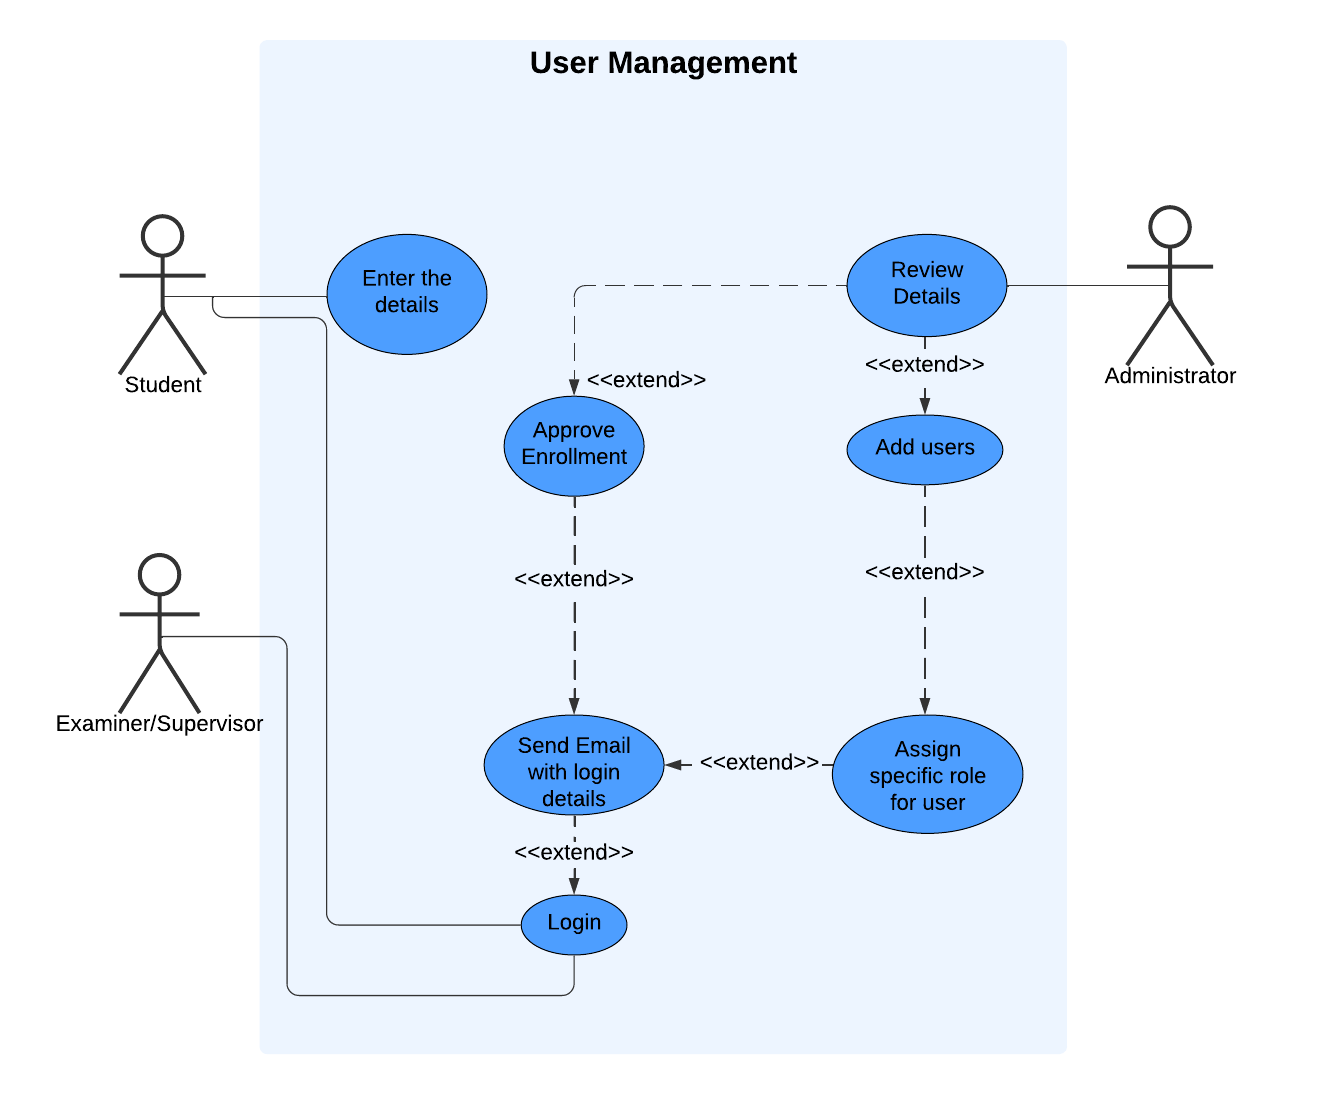 User Management
Enter the
details
Review
Details
Student
Administrator
<<extend>>
<<extend>>
Approve
Enrollment
Add users
<<extend>>
<<extend>>
Examiner/Supervisor
Send Email
with login
details
<<extend>>
Assign
specific role
for user
<<extend>>
Login